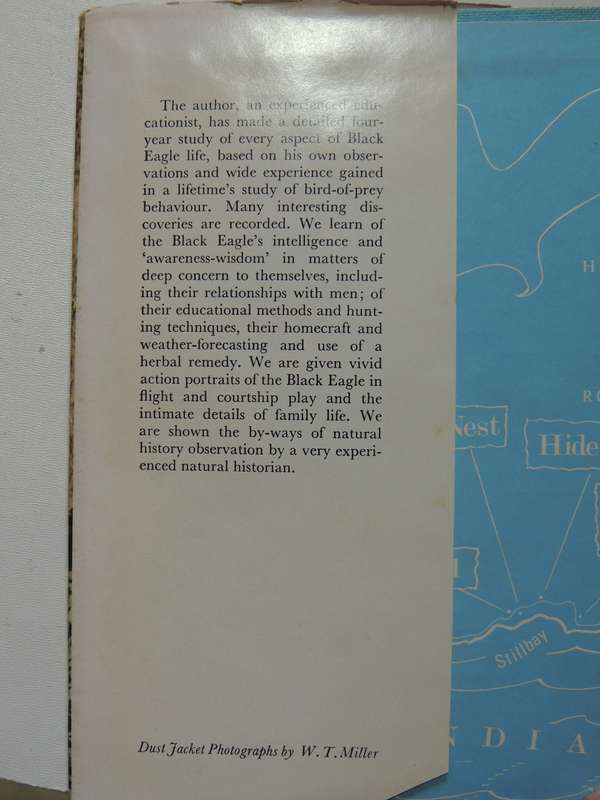 The author, an experienced edu-
cationist, has made a detailed four-
year study of every aspect of Black
Eagle life, based on his own obser-
vations and wide experience gained
in a lifetime's study of bird-of-prey
behaviour. Many interesting dis-
coveries are recorded. We learn of
the Black Eagle's intelligence and
‘awareness-wisdom’ in matters of
deep concern to themselves, includ-
ing their relationships with men; of
their educational methods and hunt-
ing techniques, their homecraft and
weather-forecasting and use of a
herbal remedy. We are given vivid
action portraits of the Black Eagle in
flight and courtship play and the
intimate details of family life. We
are shown the by-ways of natural
history observation by a very experi-
enced natural historian.
Dust Jacket Photographs by W. T. Miller
H
RO
Nest
Hide
Stillbay
NDIA